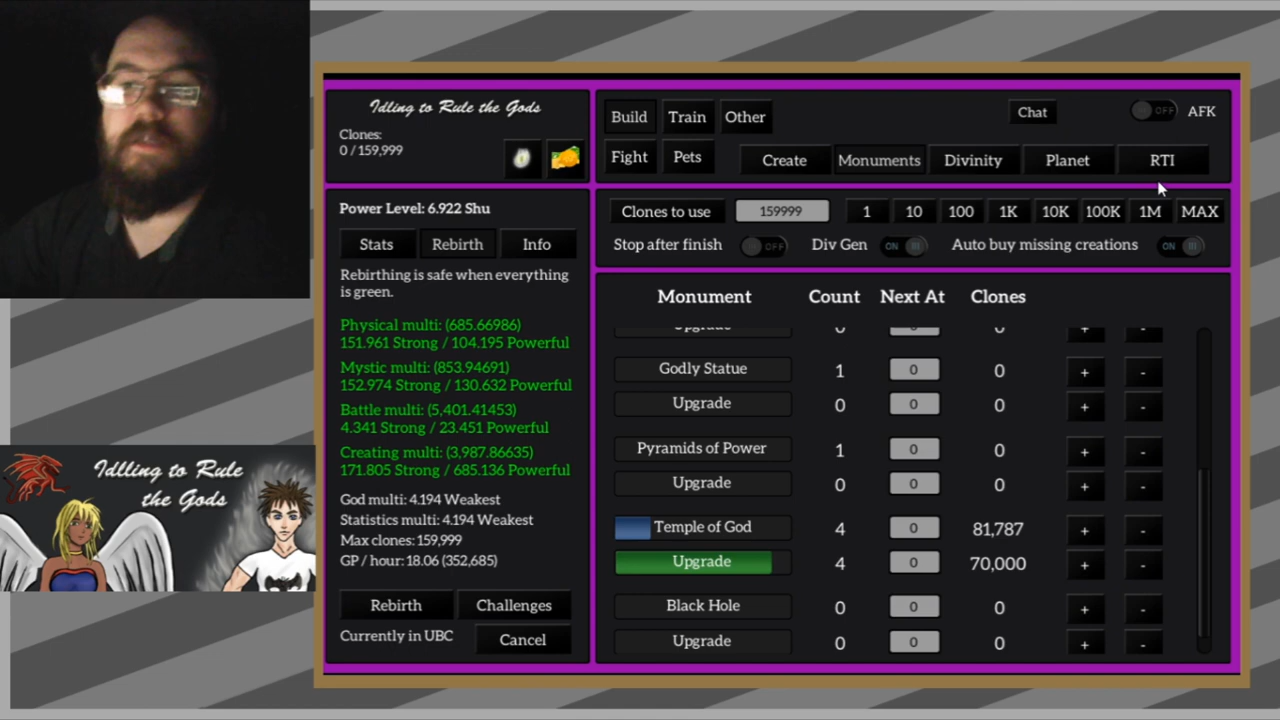 Idling to Rule the Gods
Clones:
0 / 159,999
Build
Train
Other
Chat
OFF
AFK
Fight
Pets
Create
Monuments
Divinity
Planet
RTI
Power Level: 6.922 Shu
Stats
Rebirth
Info
Rebirthing is safe when everything
is green.
Physical multi: (685.66986)
151.961 Strong / 104.195 Powerful
Mystic multi: (853.94691)
152.974 Strong / 130.632 Powerful
Battle multi: (5,401.41453)
4.341 Strong / 23.451 Powerful
Creating multi: (3,987.86635)
171.805 Strong / 685.136 Powerful
God multi: 4.194 Weakest
Statistics multi: 4.194 Weakest
Max clones: 159,999
GP / hour: 18.06 (352,685)
Rebirth
Challenges
Currently in UBC
Cancel
Clones to use
159999
1
10
100
1K
10K
100K
1M
MAX
Stop after finish
OFF
Div Gen
ON
Auto buy missing creations
ON
Monument
Count
Next At
Clones
Upgrade
0
0
0
+
-
Godly Statue
1
0
0
+
-
Upgrade
0
0
0
+
-
Pyramids of Power
1
0
0
+
-
Upgrade
0
0
0
+
-
Temple of God
4
0
81,787
+
-
Upgrade
4
0
70,000
+
-
Black Hole
0
0
0
+
-
Upgrade
0
0
0
+
-
Idlling to Rule
the Gods